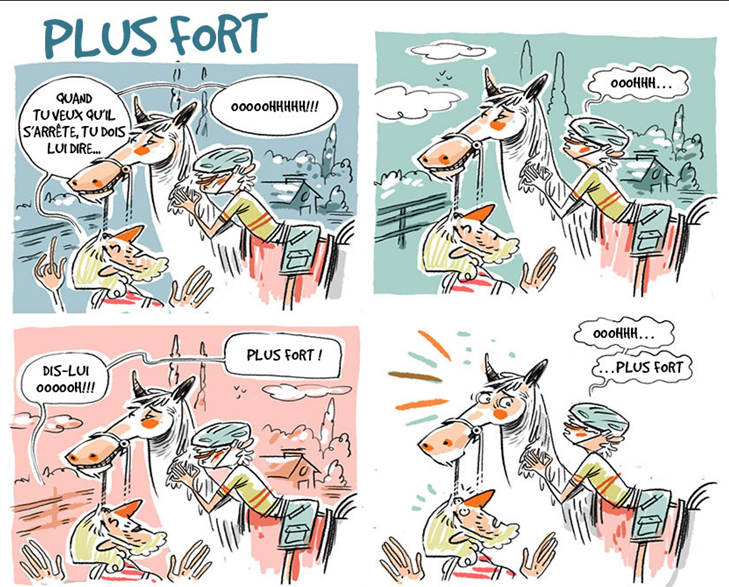 PLUS FORT
QUAND
TU VEUX QU'IL
S'ARRÊTE, TU DOIS
LUI DIRE...
OOOOOHHHHH!!!
OOOHHH...
DIS-LUI
OOOOOH!!!
PLUS FORT !
OOOHHH...
...PLUS FORT